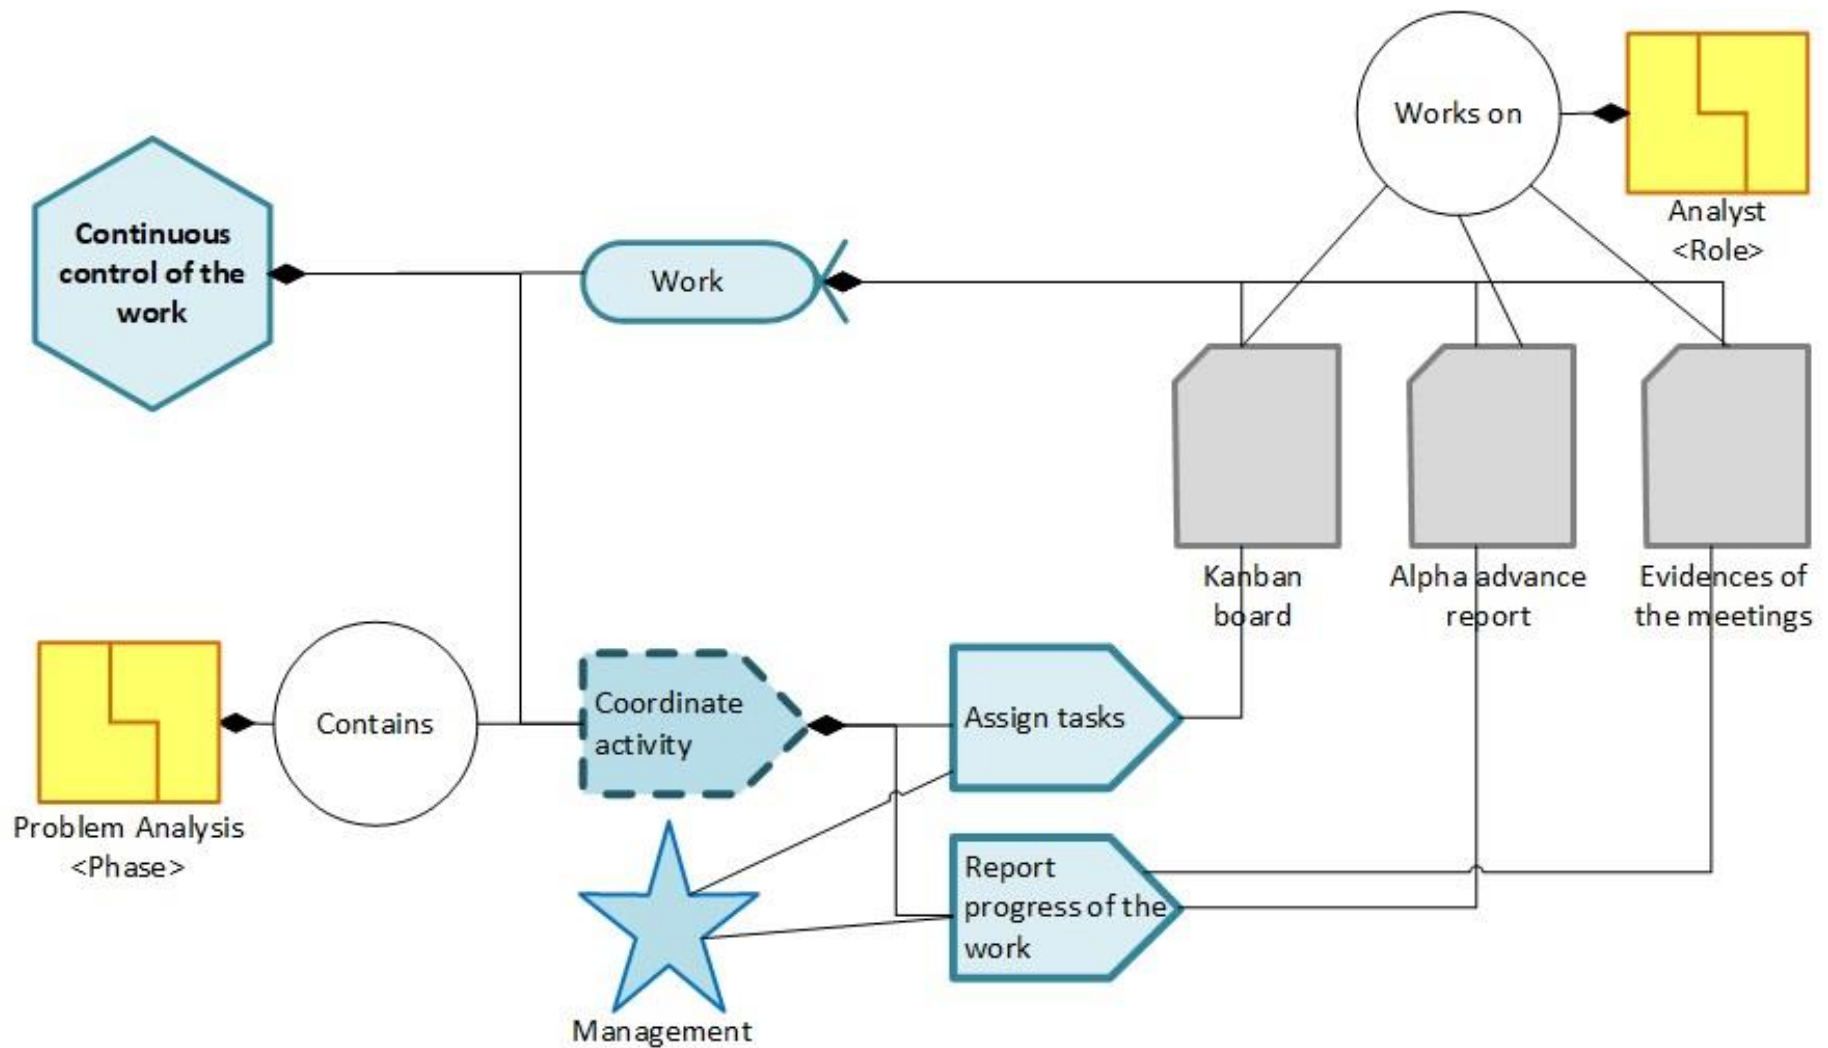 Works on
Analyst
<Role>
Continuous
control of the
work
Work
Kanban
board
Alpha advance
report
Evidences of
the meetings
Problem Analysis
<Phase>
Contains
Coordinate
activity
Assign tasks
Report
progress of the
work
Management